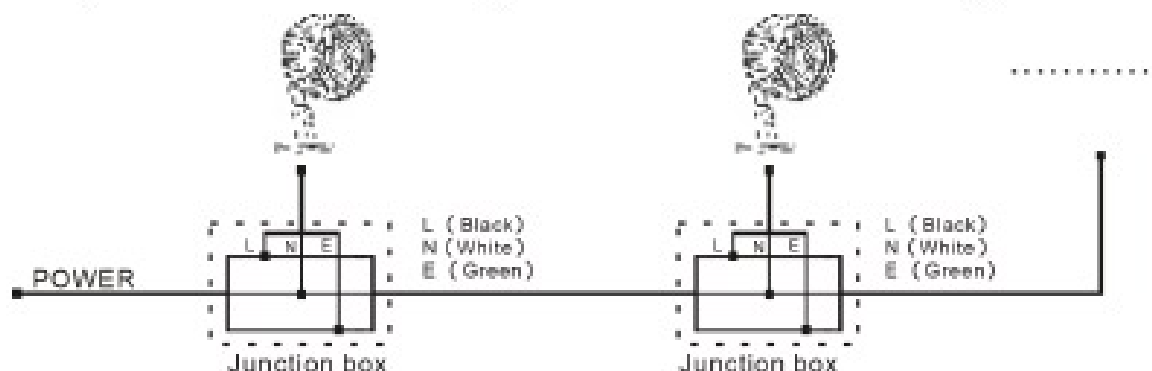 L N E
L (Black)
N (White)
E (Green)
POWER
Junction box
L N E
L (Black)
N (White)
E (Green)
Junction box